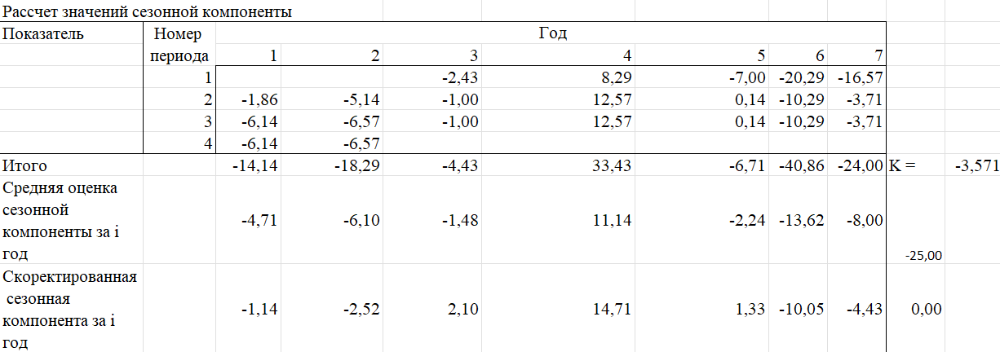 Рассчет значений сезонной компоненты
Показатель Номер Год
периода 1 2 3 4 5 6 7
1 -2,43 8,29 -7,00 -20,29 -16,57
2 -1,86 -5,14 -1,00 12,57 0,14 -10,29 -3,71
3 -6,14 -6,57 -1,00 12,57 0,14 -10,29 -3,71
4 -6,14 -6,57
Итого -14,14 -18,29 -4,43 33,43 -6,71 -40,86 -24,00 K = -3,571
Средняя оценка
сезонной
компоненты за i
год
-4,71 -6,10 -1,48 11,14 -2,24 -13,62 -8,00
-25,00
Скоректированная
сезонная
компонента за i
год
-1,14 -2,52 2,10 14,71 1,33 -10,05 -4,43 0,00